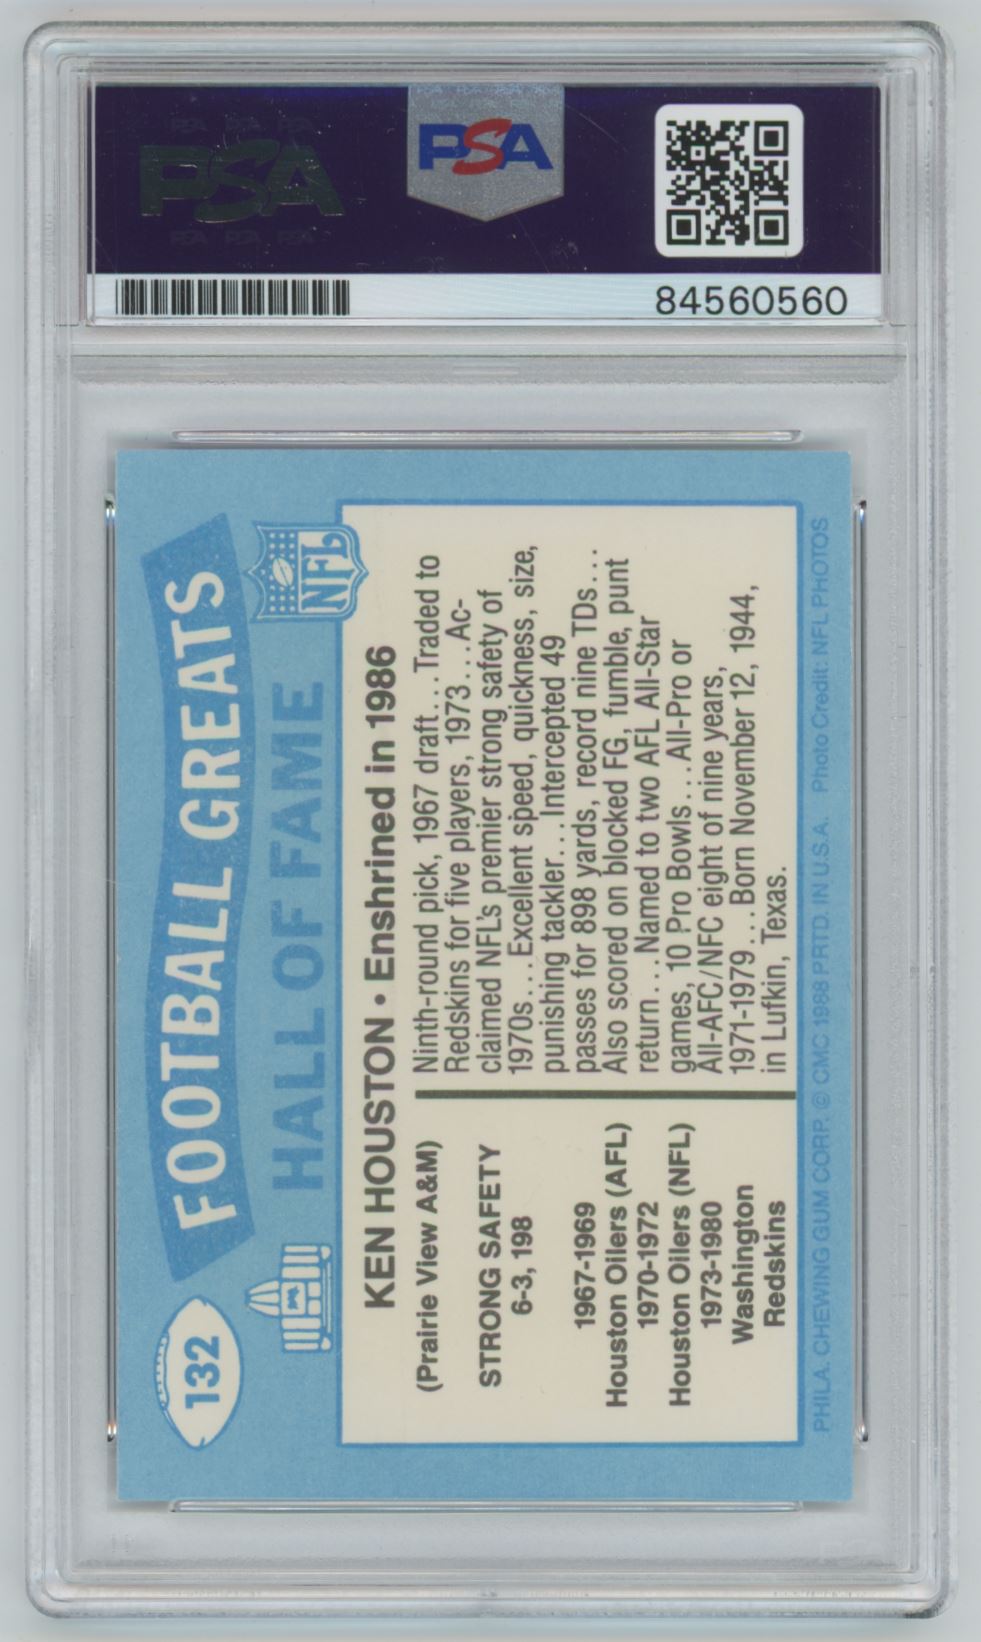 PSA
PSA
84560560
132
FOOTBALL GREATS
HALL OF FAME
NFL
KEN HOUSTON • Enshrined in 1986
(Prairie View A&M)
STRONG SAFETY
6-3, 198
1967-1969
Houston Oilers (AFL)
1970-1972
Houston Oilers (NFL)
1973-1980
Washington
Redskins
Ninth-round pick, 1967 draft...Traded to
Redskins for five players, 1973...Ac-
claimed NFL's premier strong safety of
1970s...Excellent speed, quickness, size,
punishing tackler...Intercepted 49
passes for 898 yards, record nine TDs...
Also scored on blocked FG, fumble, punt
return...Named to two AFL All-Star
games, 10 Pro Bowls...All-Pro or
All-AFC/NFC eight of nine years,
1971-1979...Born November 12, 1944,
in Lufkin, Texas.
PHILA. CHEWING GUM CORP. © CMC 1988 PRTD. IN U.S.A. Photo Credit: NFL PHOTOS